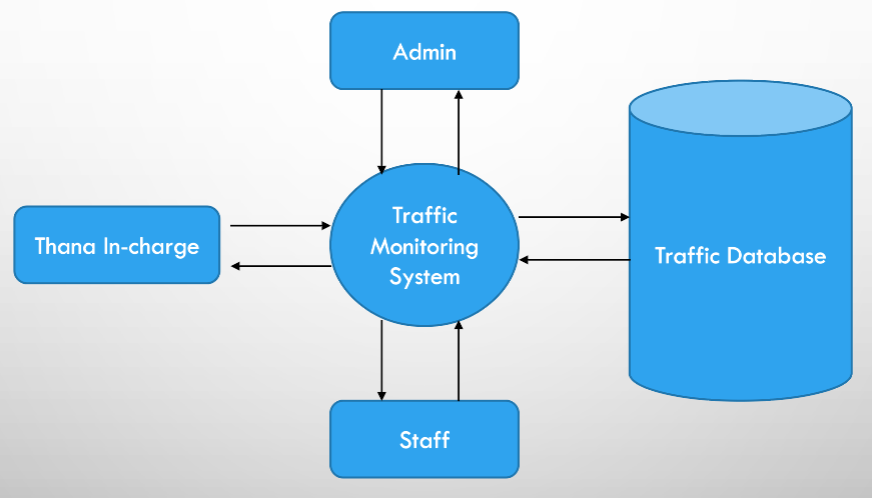 Admin
Traffic
Monitoring
System
Thana In-charge
Traffic Database
Staff